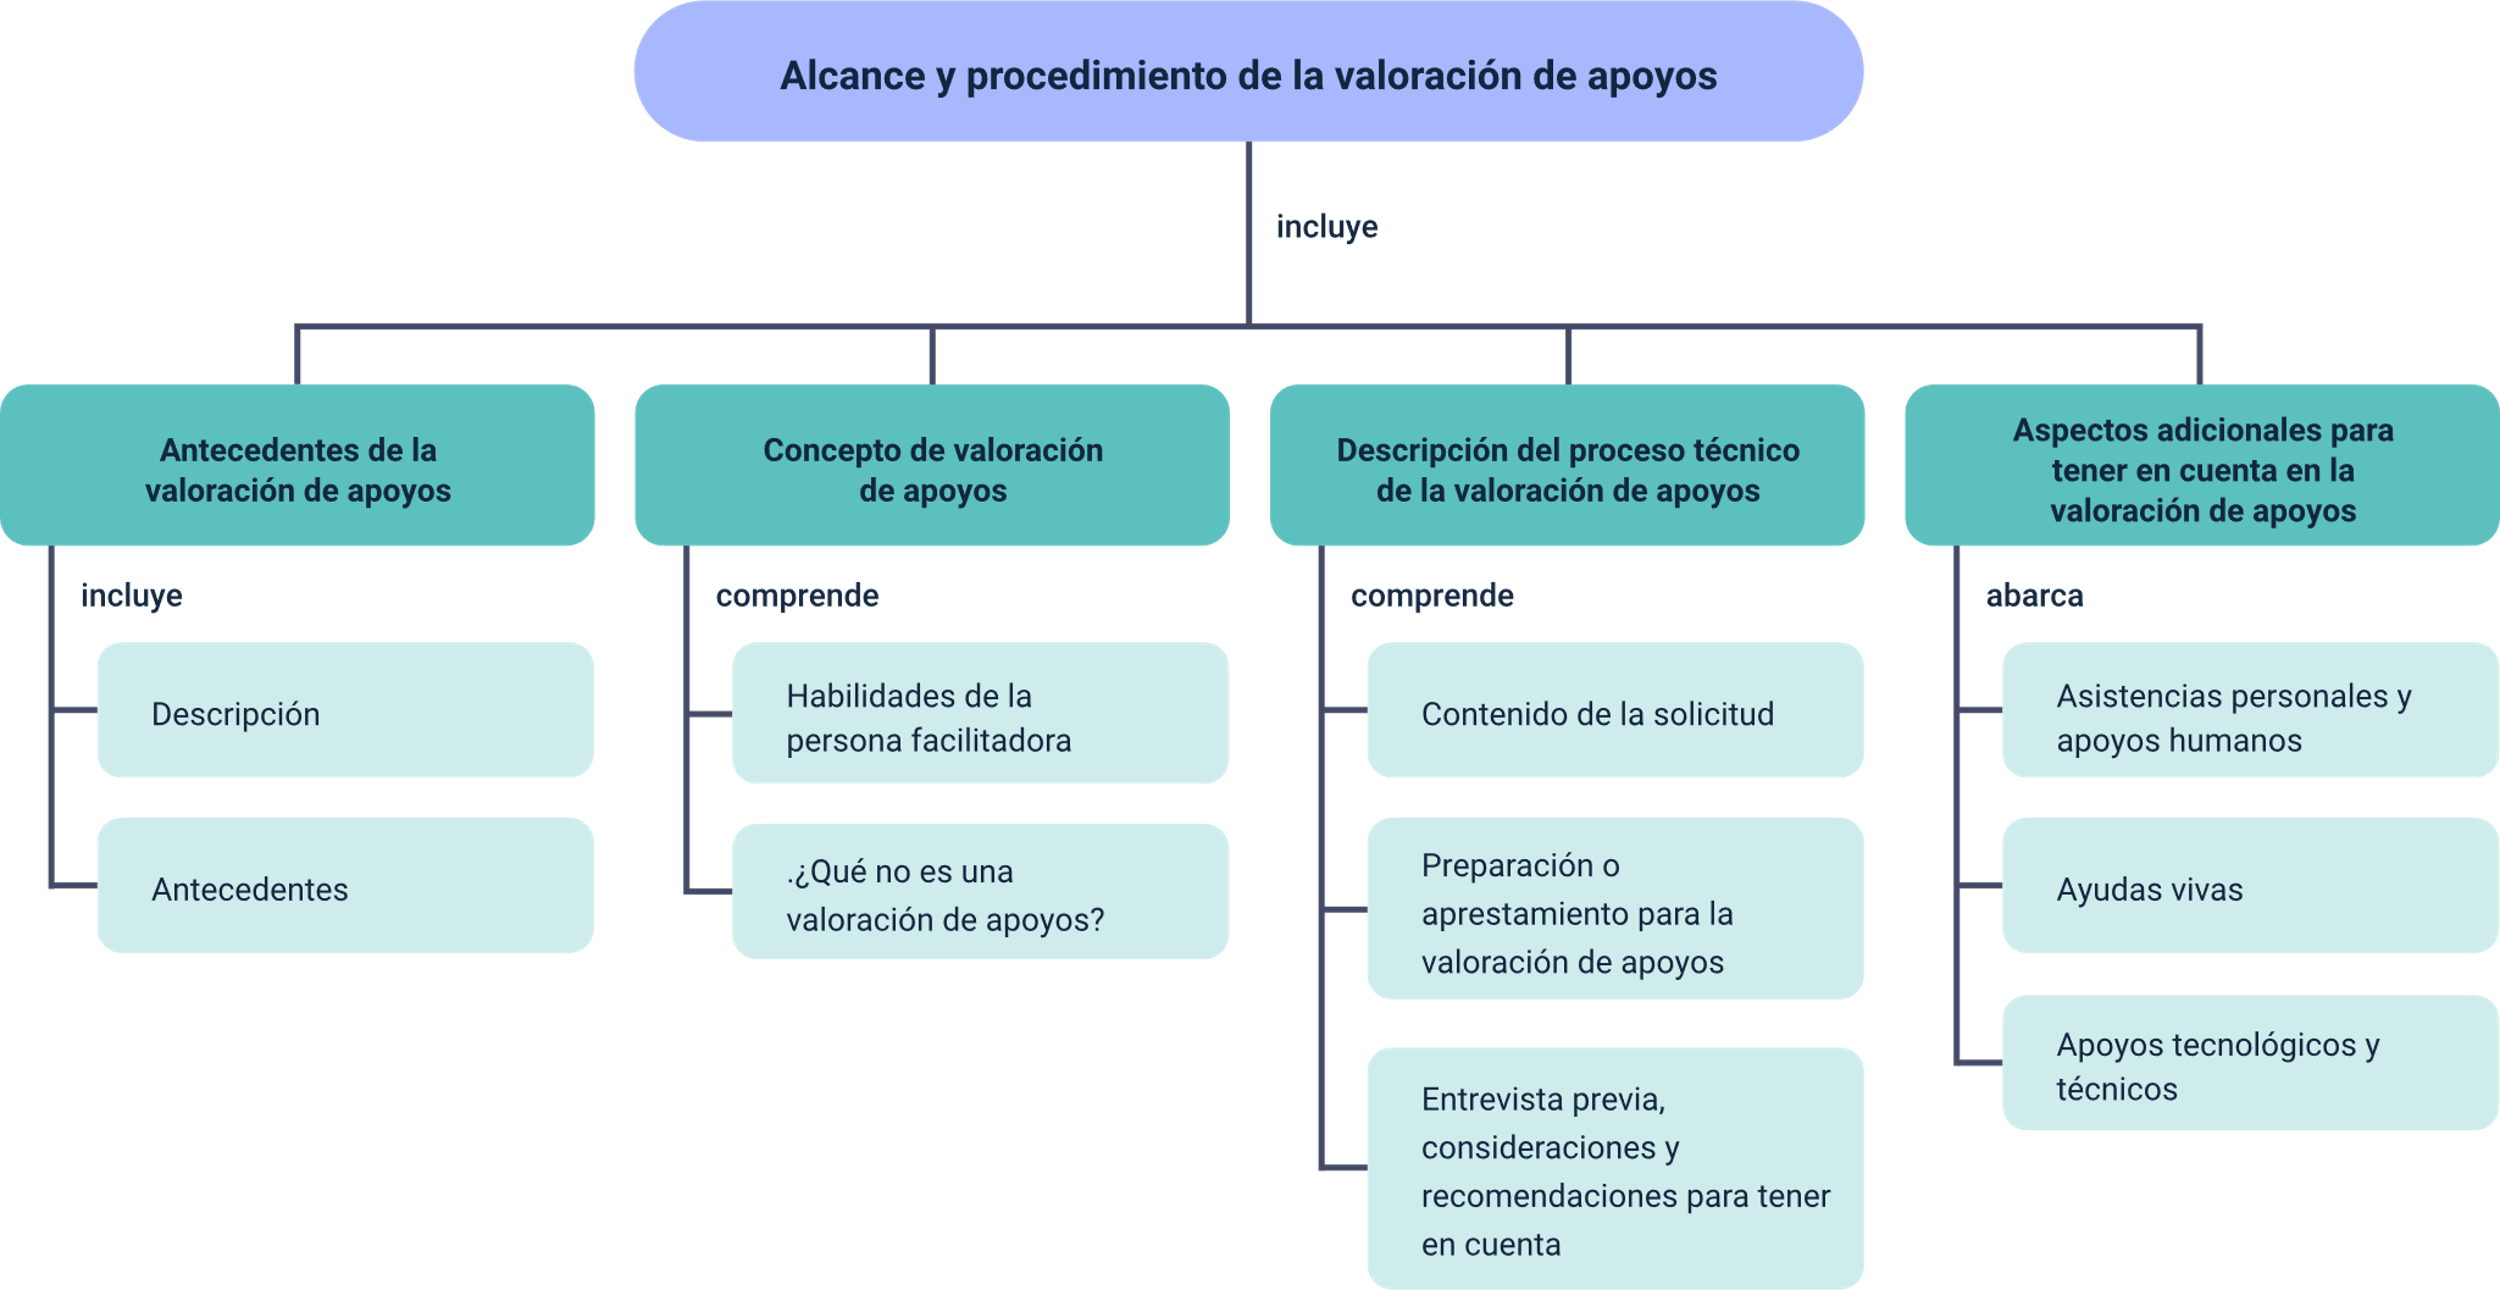 Alcance y procedimiento de la valoración de apoyos
incluye
Antecedentes de la
valoración de apoyos
incluye
Descripción
Antecedentes
Concepto de valoración
de apoyos
comprende
Habilidades de la
persona facilitadora
.¿Qué no es una
valoración de apoyos?
Descripción del proceso técnico
de la valoración de apoyos
comprende
Contenido de la solicitud
Preparación o
aprestamiento para la
valoración de apoyos
Entrevista previa,
consideraciones y
recomendaciones para tener
en cuenta
Aspectos adicionales para
tener en cuenta en la
valoración de apoyos
abarca
Asistencias personales y
apoyos humanos
Ayudas vivas
Apoyos tecnológicos y
técnicos